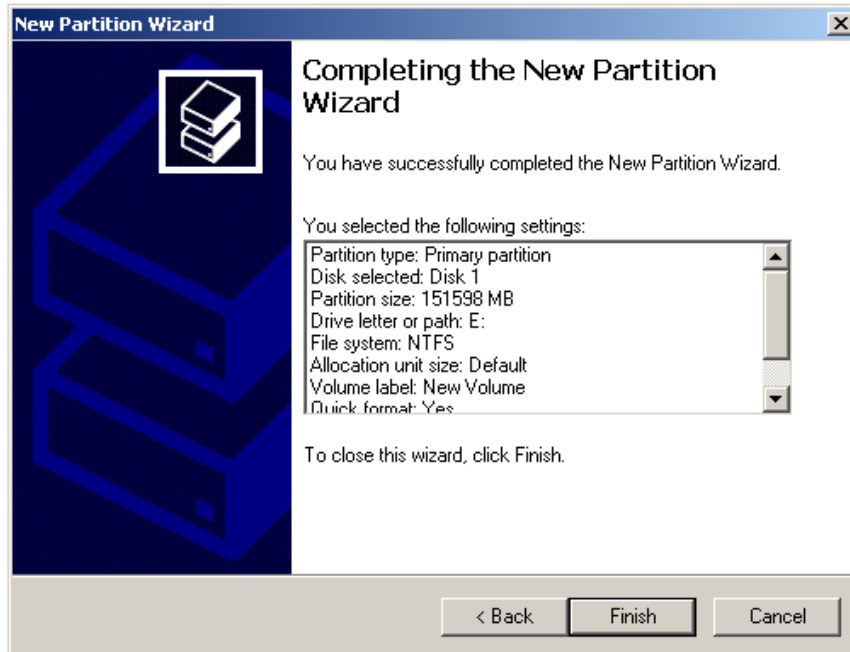 New Partition Wizard
Completing the New Partition
Wizard
You have successfully completed the New Partition Wizard.
You selected the following settings:
Partition type: Primary partition
Disk selected: Disk 1
Partition size: 151598 MB
Drive letter or path: E:
File system: NTFS
Allocation unit size: Default
Volume label: New Volume
Quick format: Yes
To close this wizard, click Finish.
< Back
Finish
Cancel